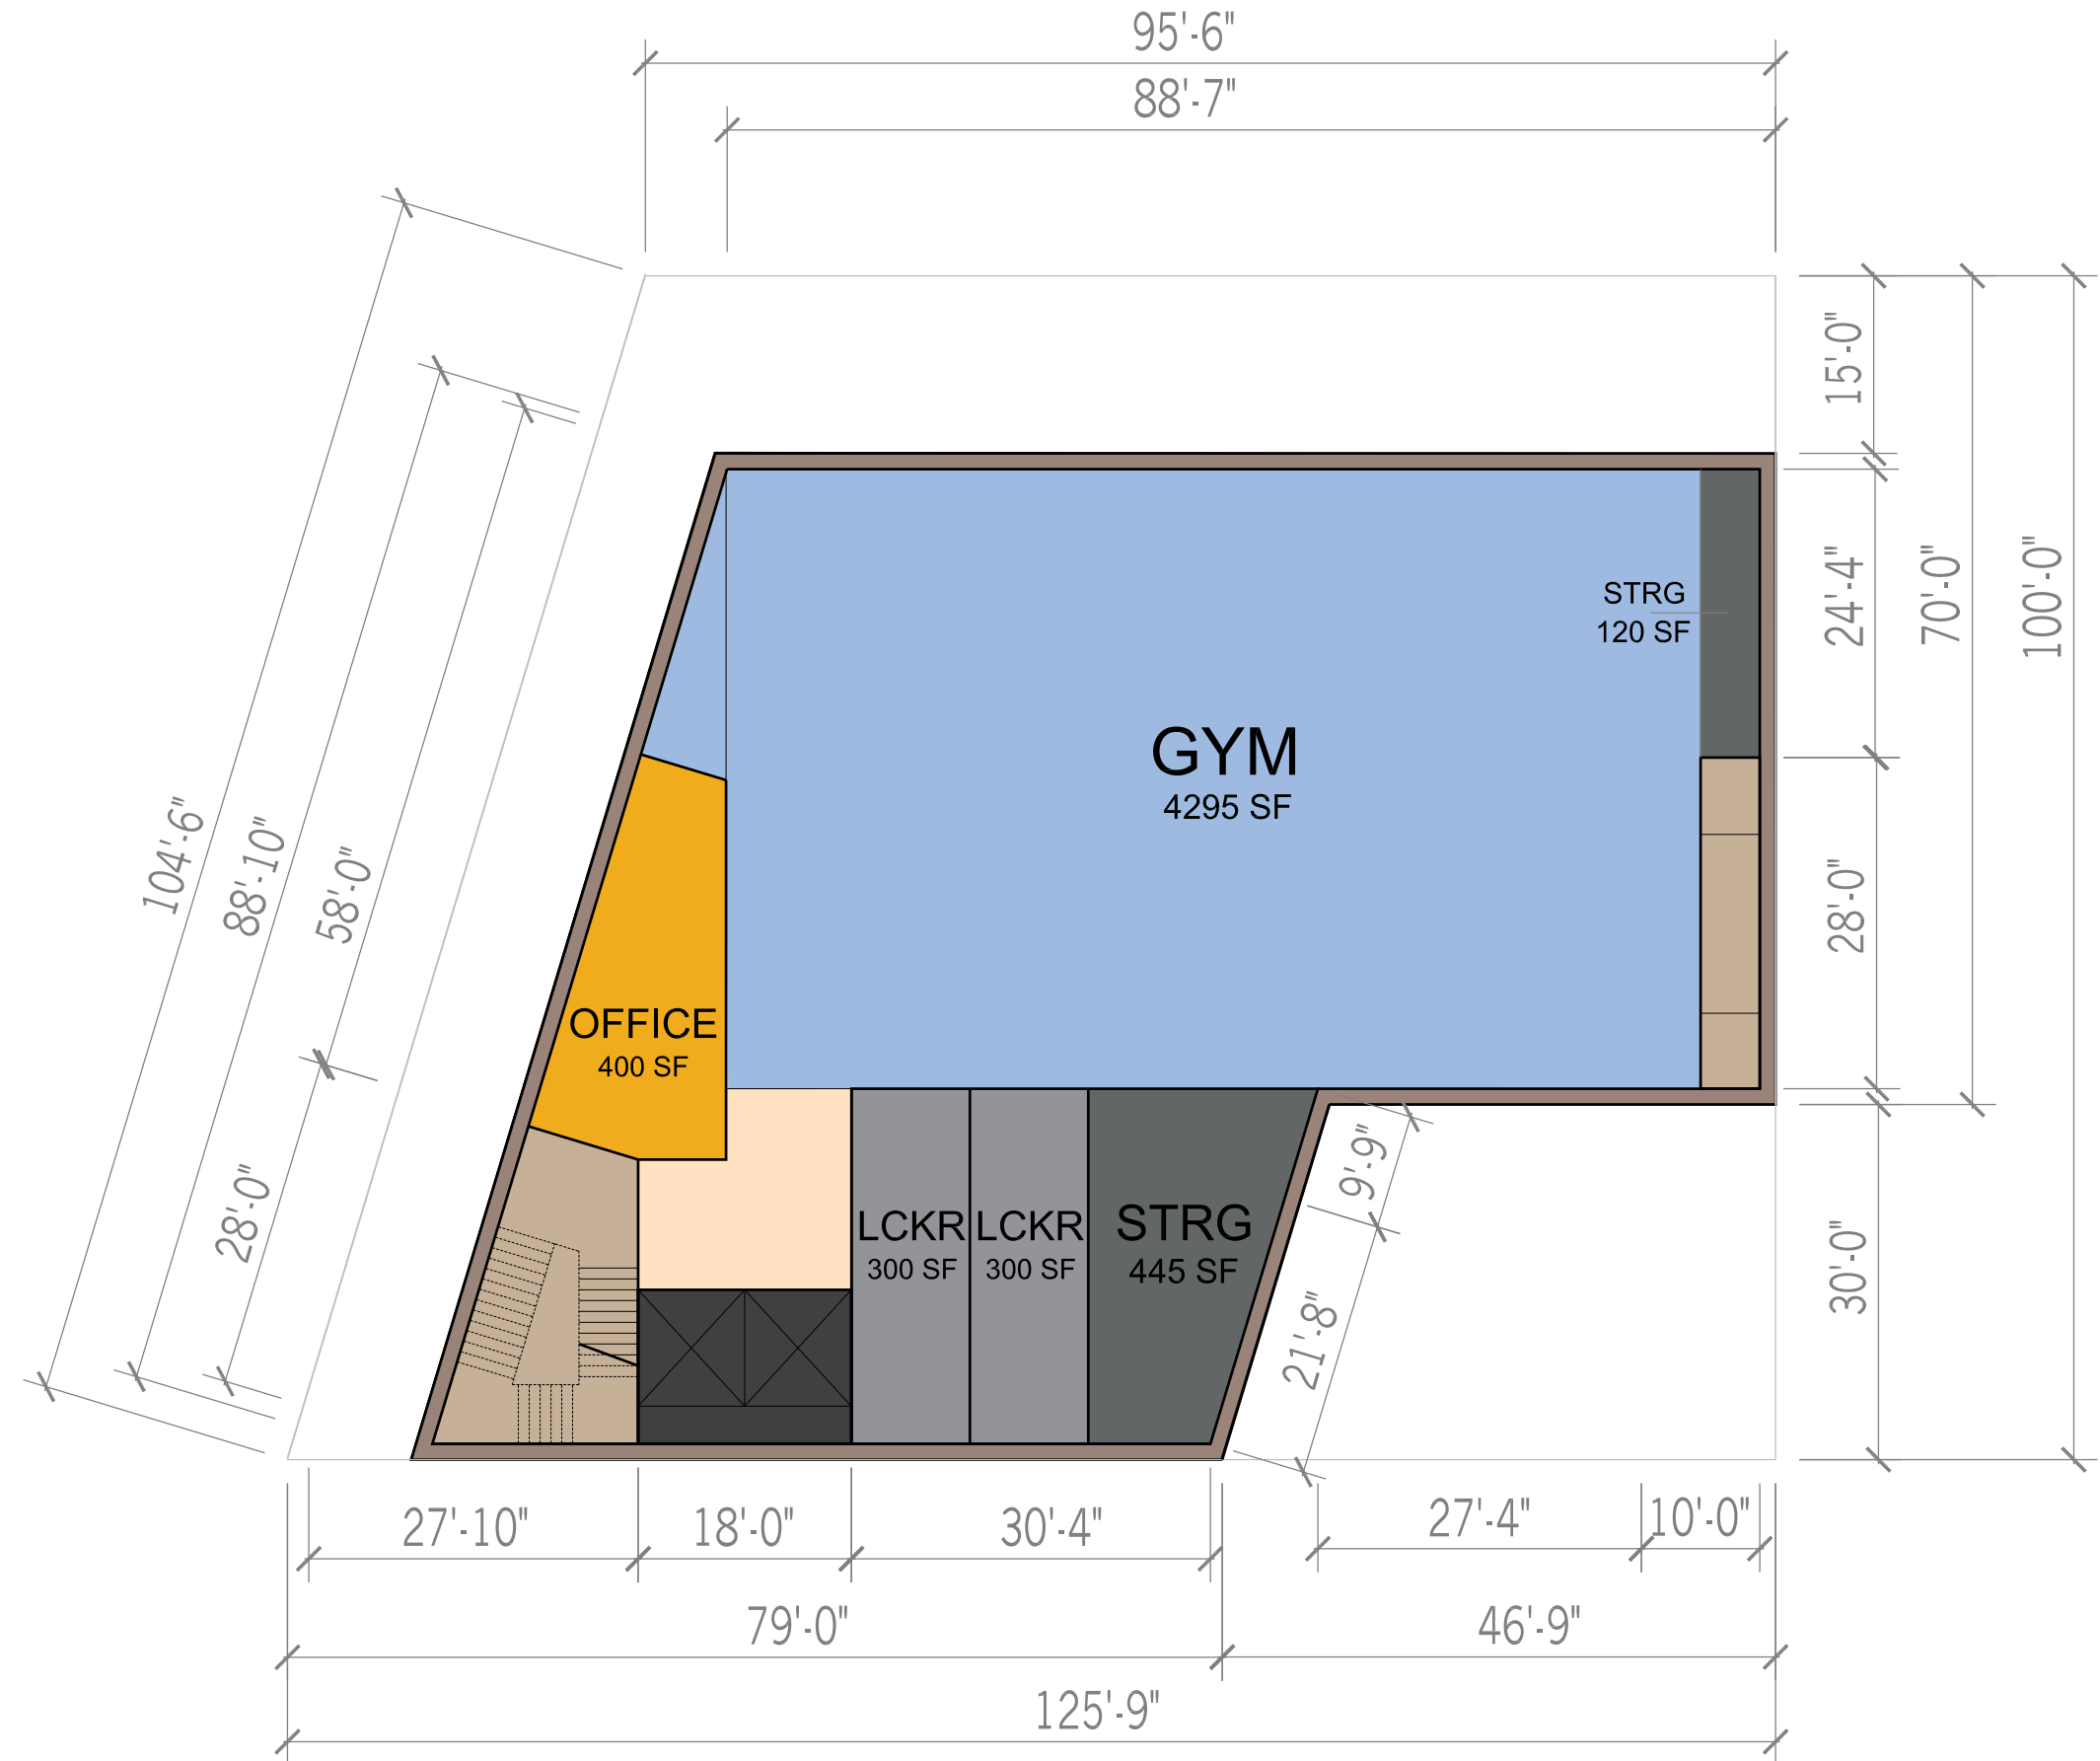 95'-6"
88'-7"
15'-0"
24'-4"
70'-0"
100'-0"
STRG
120 SF
GYM
4295 SF
104'-6"
88'-10"
58'-0"
28'-0"
OFFICE
400 SF
28'-0"
9'-9"
LCKR
300 SF
LCKR
300 SF
STRG
445 SF
30'-0"
21'-8"
27'-10"
18'-0"
30'-4"
27'-4"
10'-0"
79'-0"
46'-9"
125'-9"